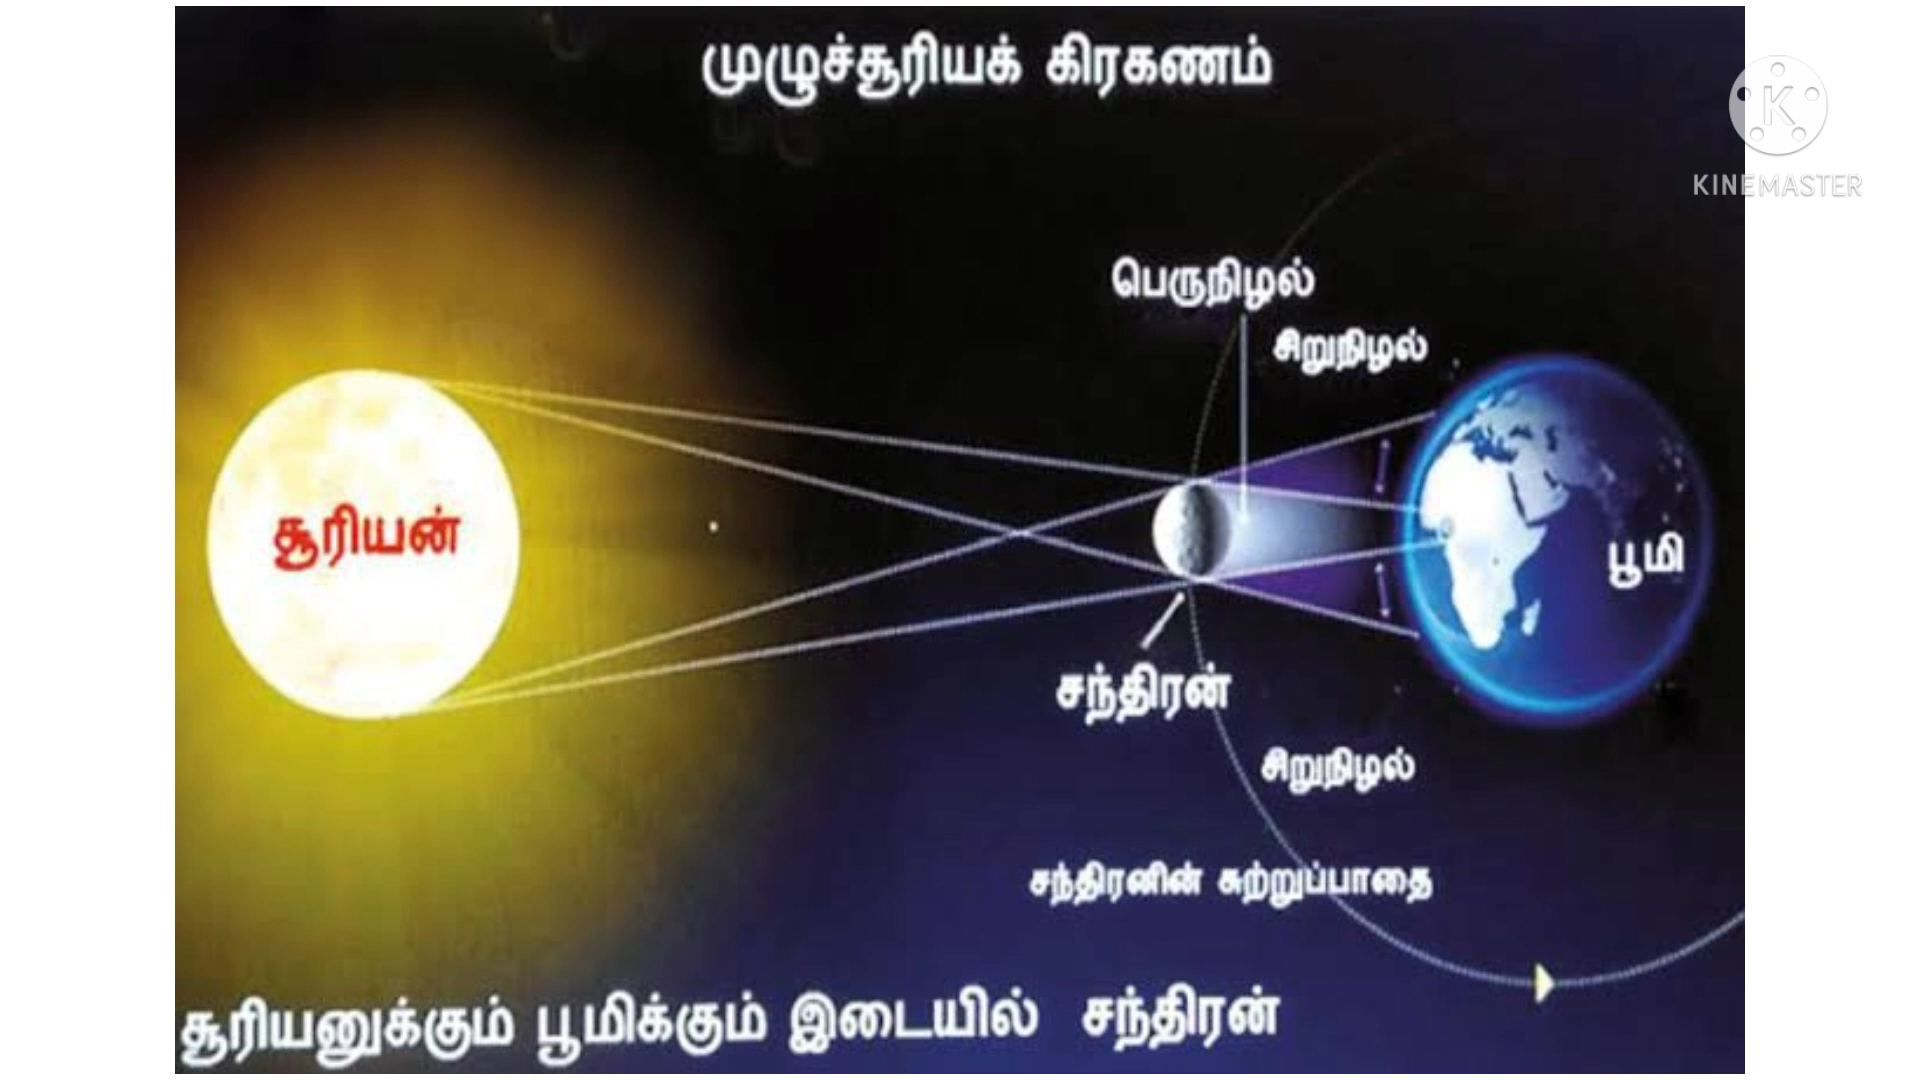 முழுச்சூரியக் கிரகணம்
K
KINEMASTER
பெருநிழல்
சிறுநிழல்
சூரியன்
பூமி
சந்திரன்
சிறுநிழல்
சந்திரனின் சுற்றுப்பாதை
சூரியனுக்கும் பூமிக்கும் இடையில் சந்திரன்